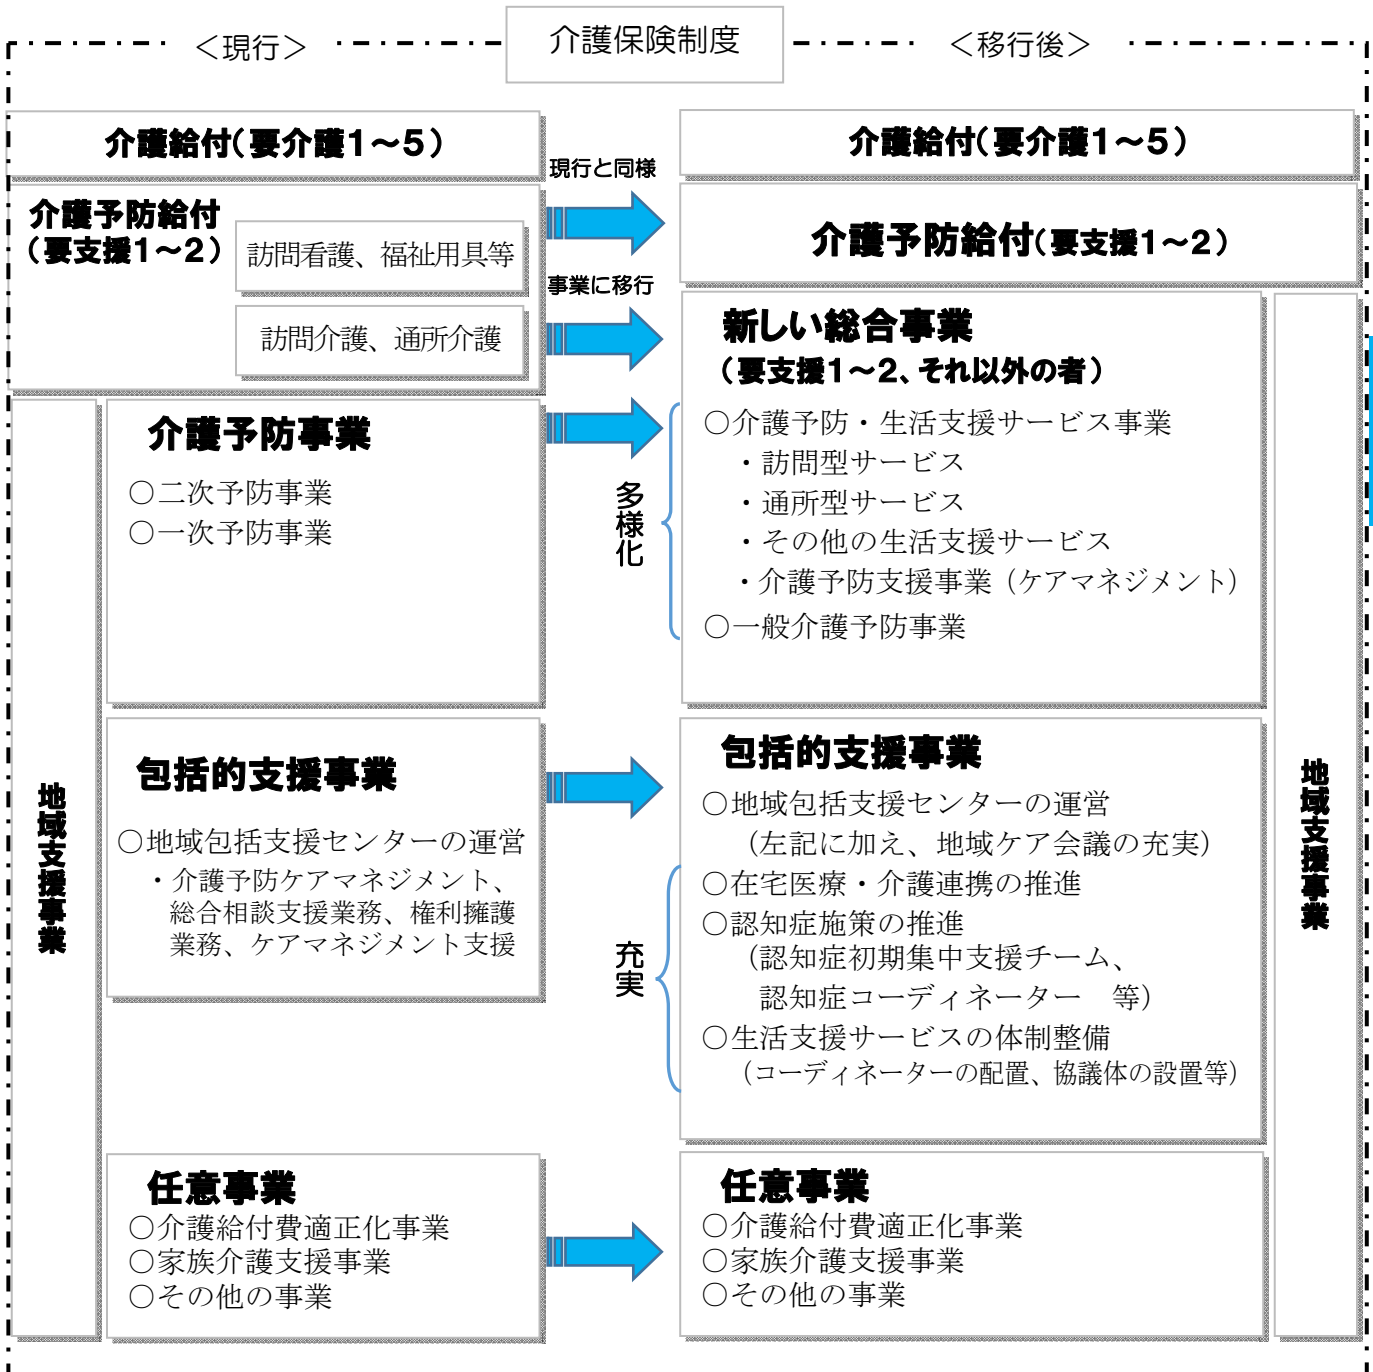 介護保険制度
＜現行＞
＜移行後＞
介護給付（要介護1～5）
介護予防給付
（要支援1～2）
訪問看護、福祉用具等
訪問介護、通所介護
地域支援事業
介護予防事業
○二次予防事業
○一次予防事業
包括的支援事業
○地域包括支援センターの運営
・介護予防ケアマネジメント、
総合相談支援業務、権利擁護
業務、ケアマネジメント支援
任意事業
○介護給付費適正化事業
○家族介護支援事業
○その他の事業
現行と同様
事業に移行
多様化
充実
介護給付（要介護1～5）
介護予防給付（要支援1～2）
新しい総合事業
（要支援1～2、それ以外の者）
○介護予防・生活支援サービス事業
・訪問型サービス
・通所型サービス
・その他の生活支援サービス
・介護予防支援事業（ケアマネジメント）
○一般介護予防事業
包括的支援事業
○地域包括支援センターの運営
（左記に加え、地域ケア会議の充実）
○在宅医療・介護連携の推進
○認知症施策の推進
（認知症初期集中支援チーム、
認知症コーディネーター　等）
○生活支援サービスの体制整備
（コーディネーターの配置、協議体の設置等）
任意事業
○介護給付費適正化事業
○家族介護支援事業
○その他の事業
地域支援事業